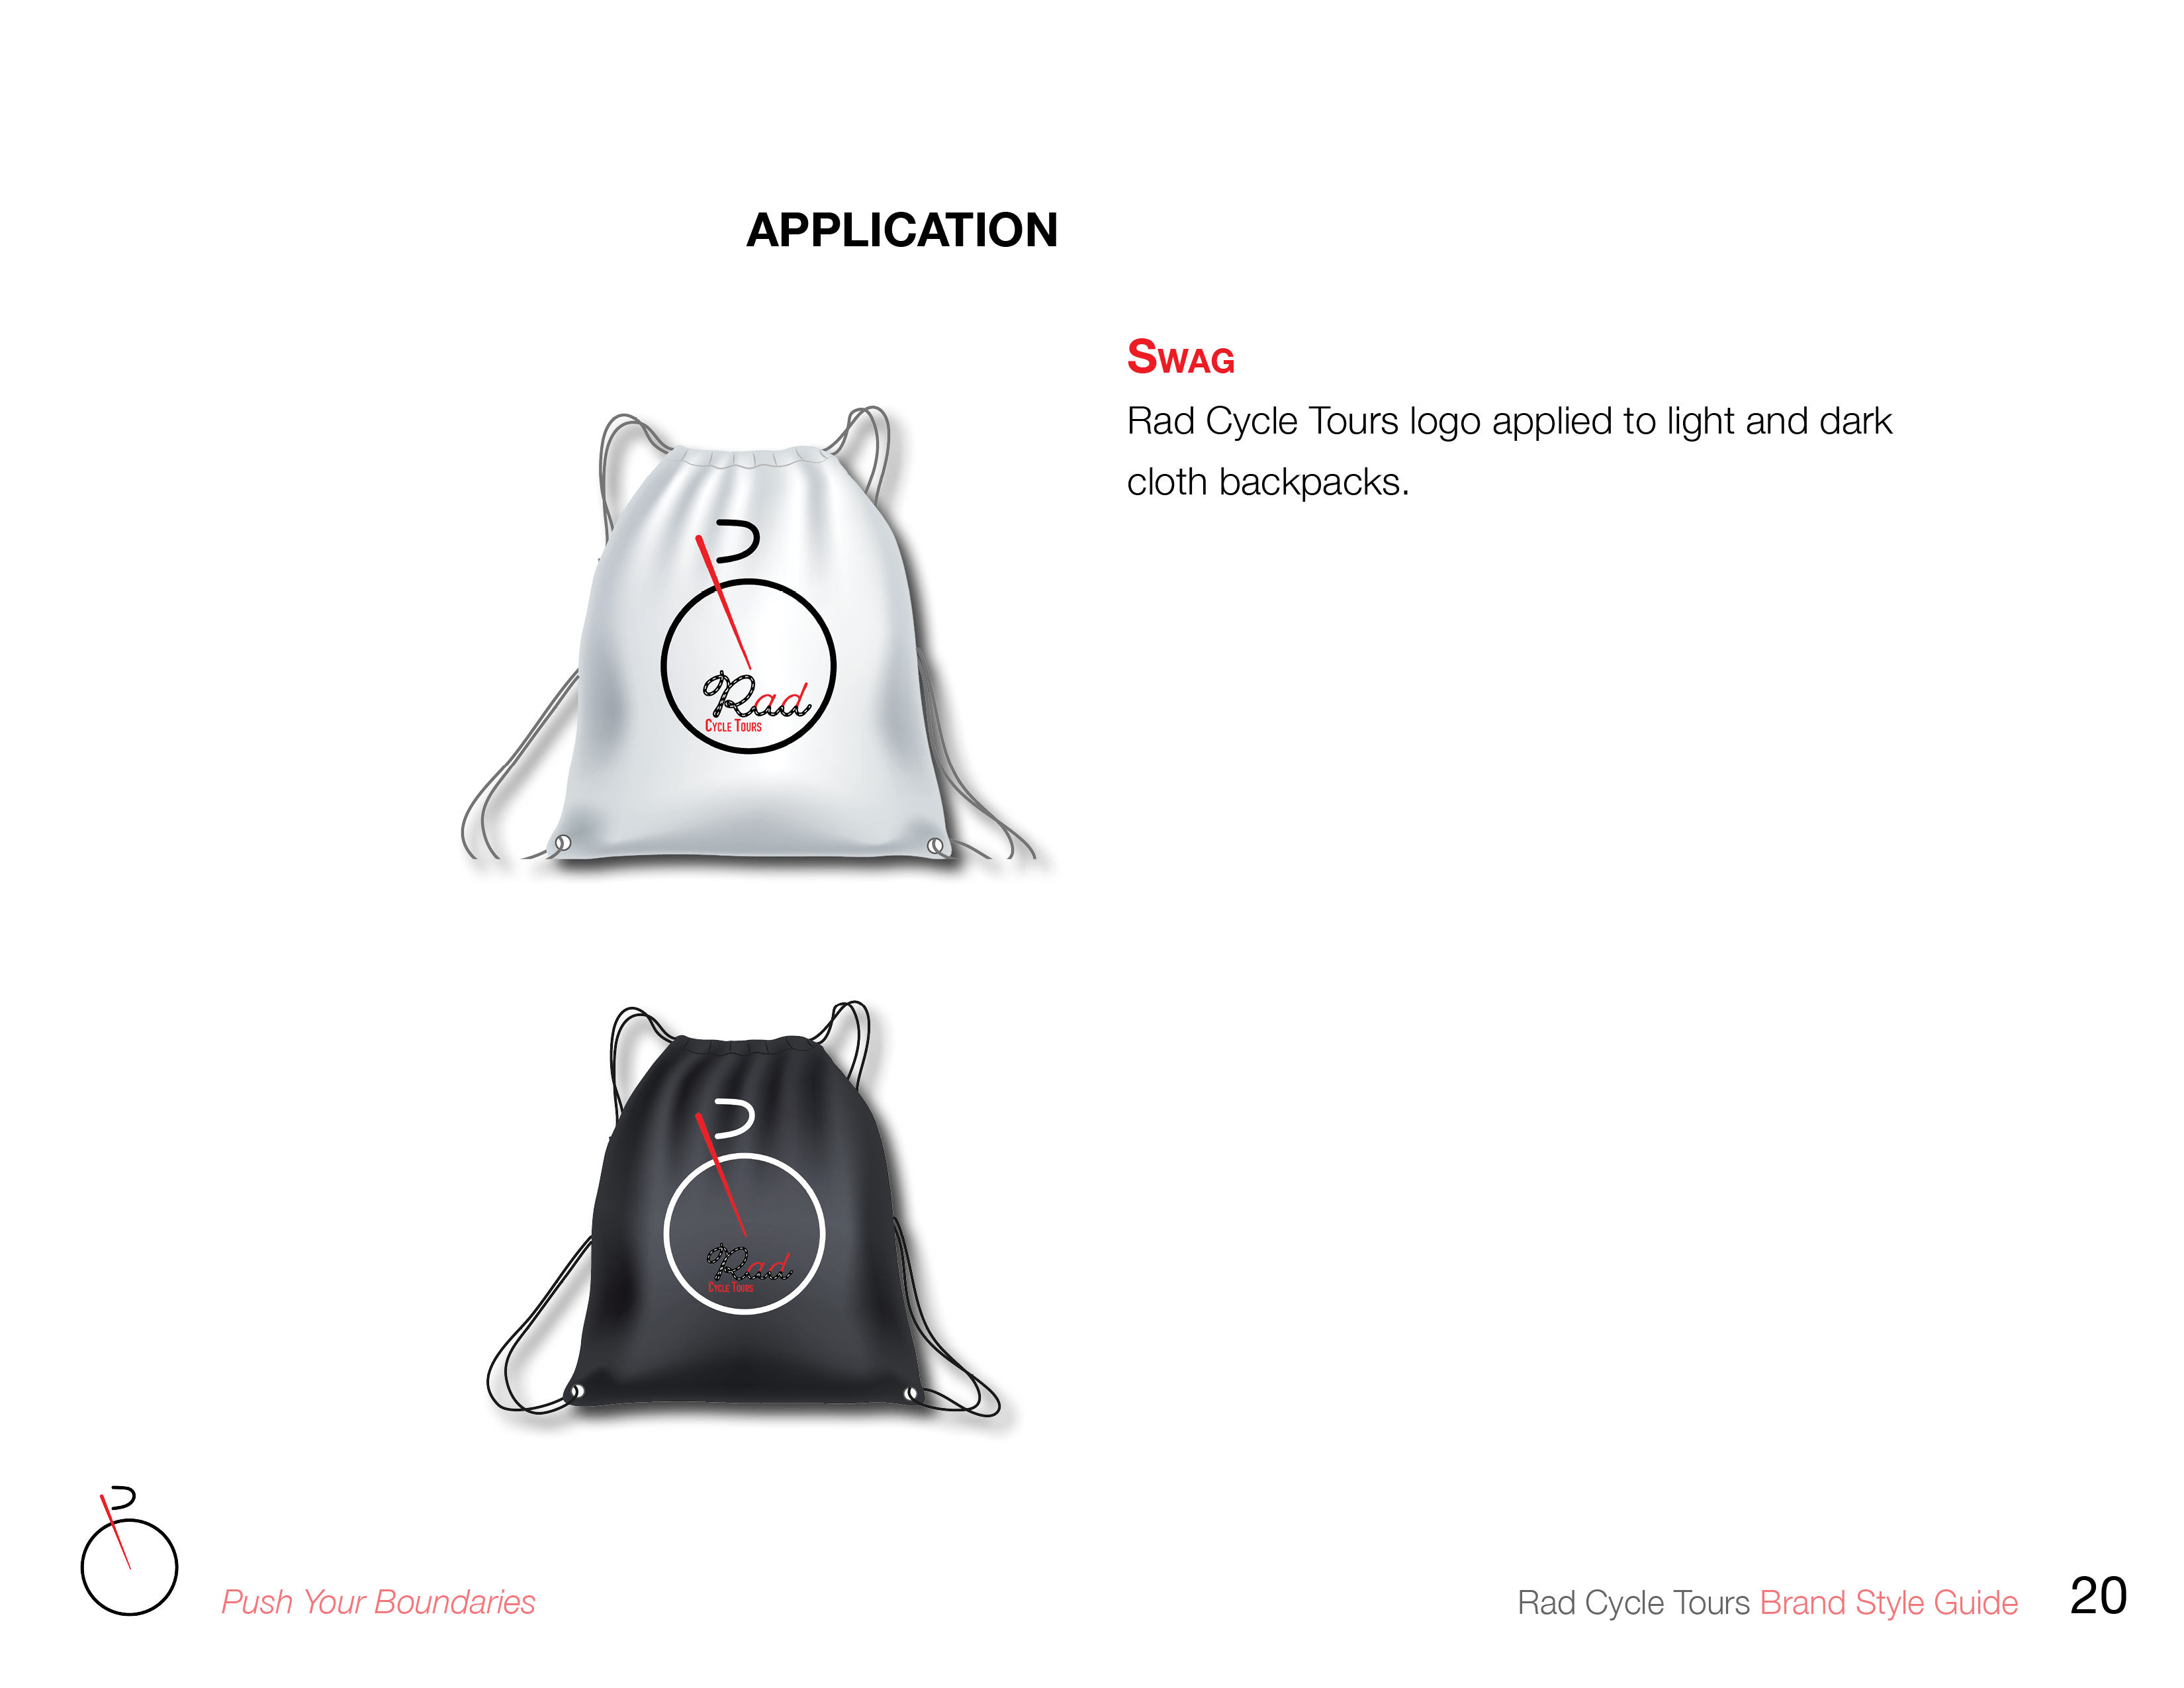 APPLICATION
SWAG
Rad Cycle Tours logo applied to light and dark
cloth backpacks.
Rad
CYCLE TOURS
Rad
CYCLE TOURS
Push Your Boundaries
Rad Cycle Tours Brand Style Guide 20